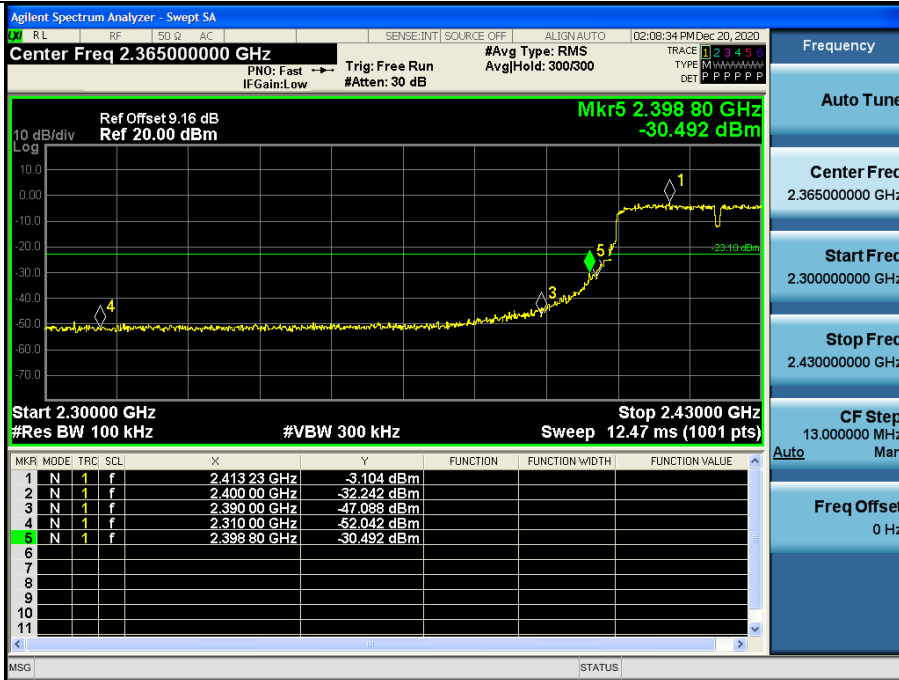 Agilent Spectrum Analyzer - Swept SA
LXI RL RF 50 Ω AC SENSE:INT SOURCE OFF ALIGN AUTO 02:08:34 PM Dec 20, 2020
Center Freq 2.365000000 GHz
PNO: Fast
IFGain:Low
Trig: Free Run
#Atten: 30 dB
#Avg Type: RMS
Avg|Hold: 300/300
TRACE 1 2 3 4 5 6
TYPE M
DET P P P P P P
Mkr5 2.398 80 GHz
-30.492 dBm
Ref Offset 9.16 dB
10 dB/div Ref 20.00 dBm
Log
10.0
0.00
-10.0
-20.0
-30.0
-40.0
-50.0
-60.0
-70.0
1
5
-23.10 dBm
3
4
Start 2.30000 GHz Stop 2.43000 GHz
#Res BW 100 kHz #VBW 300 kHz Sweep 12.47 ms (1001 pts)
MKR MODE TRC SCL X Y FUNCTION FUNCTION WIDTH FUNCTION VALUE
1 N 1 f 2.413 23 GHz -3.104 dBm
2 N 1 f 2.400 00 GHz -32.242 dBm
3 N 1 f 2.390 00 GHz -47.088 dBm
4 N 1 f 2.310 00 GHz -52.042 dBm
5 N 1 f 2.398 80 GHz -30.492 dBm
6
7
8
9
10
11
MSG STATUS
Frequency
Auto Tune
Center Freq
2.365000000 GHz
Start Freq
2.300000000 GHz
Stop Freq
2.430000000 GHz
CF Step
13.000000 MHz
Auto Man
Freq Offset
0 Hz